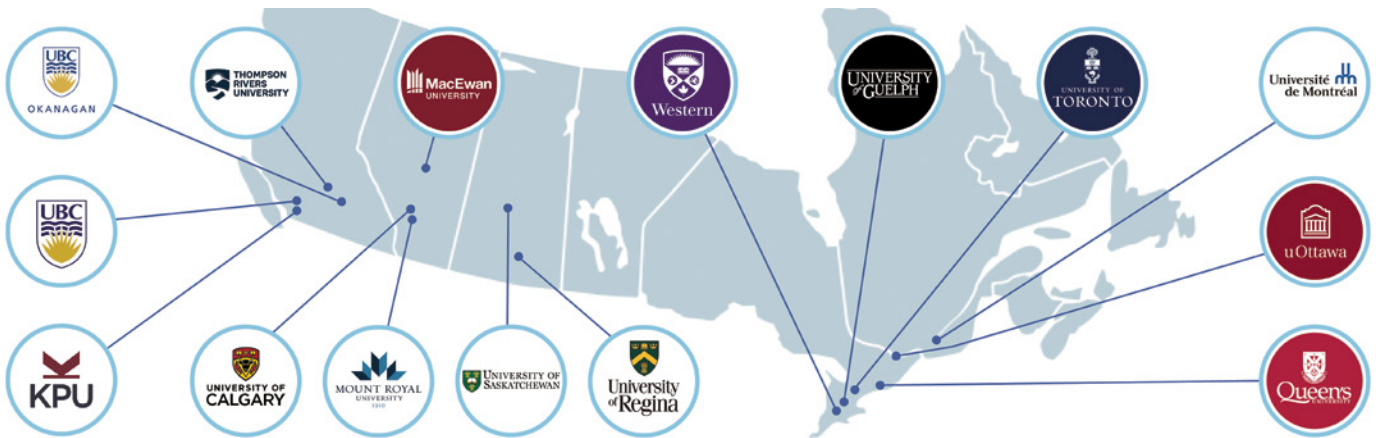 UBC
OKANAGAN
THOMPSON
RIVERS
UNIVERSITY
MacEwan
UNIVERSITY
Western
UNIVERSITY
of GUELPH
UNIVERSITY OF
TORONTO
Université
de Montréal
UBC
uOttawa
KPU
UNIVERSITY OF
CALGARY
MOUNT ROYAL
UNIVERSITY
1910
UNIVERSITY OF
SASKATCHEWAN
University
of Regina
Queen's
UNIVERSITY